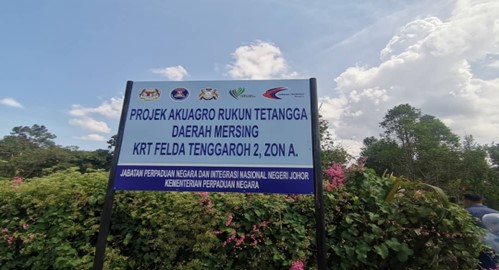 PROJEK AKUAGRO RUKUN TETANGGA
DAERAH MERSING
KRT FELDA TENGGAROH 2, ZON A.
JABATAN PERPADUAN NEGARA DAN INTEGRASI NASIONAL NEGERI JOHOR
KEMENTERIAN PERPADUAN NEGARA